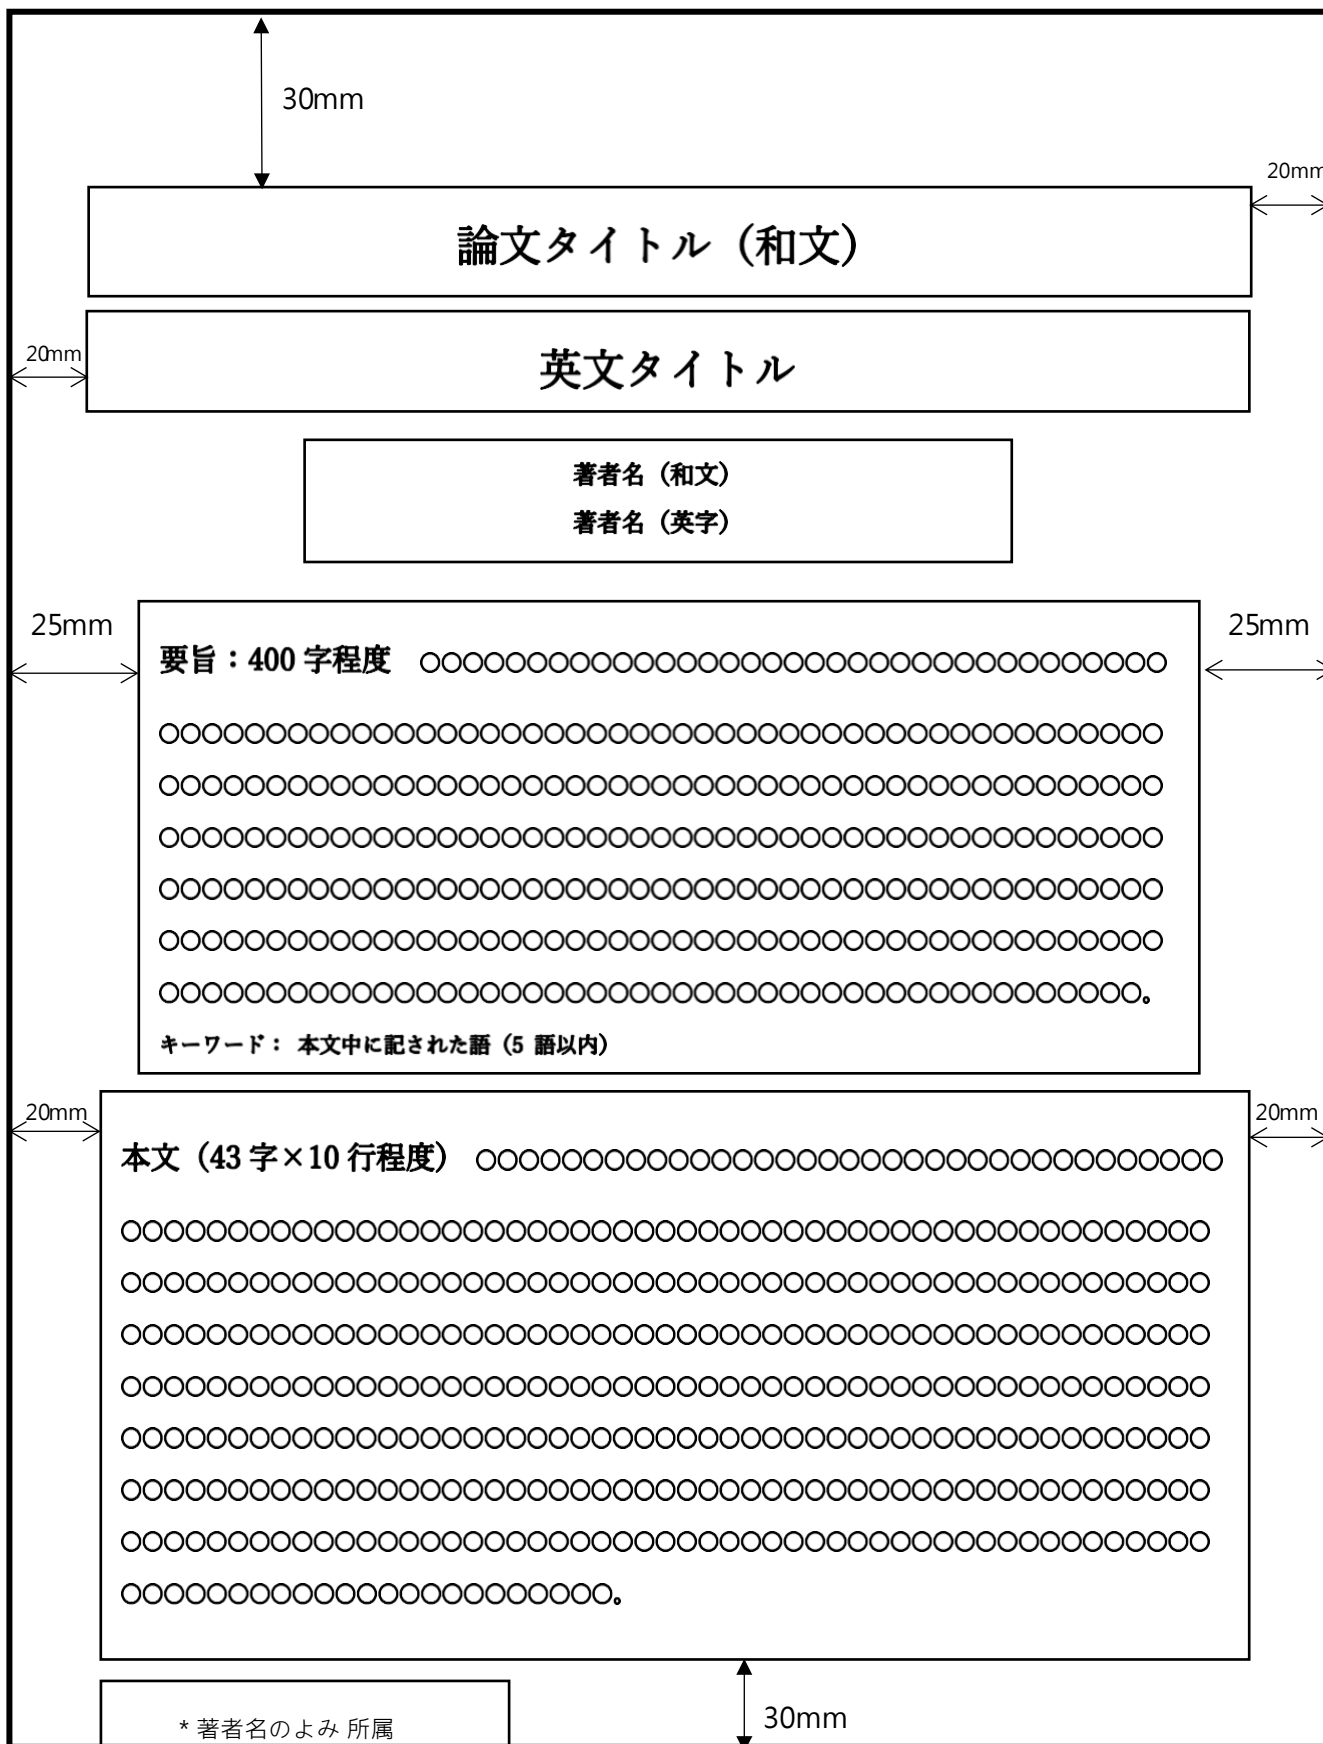 30mm
20mm
論文タイトル（和文）
20mm
英文タイトル
著者名（和文）
著者名（英字）
25mm
25mm
要旨：400 字程度 ○○○○○○○○○○○○○○○○○○○○○○○○○○○○○○○○○○○
○○○○○○○○○○○○○○○○○○○○○○○○○○○○○○○○○○○○○○○○○○○○○○○
○○○○○○○○○○○○○○○○○○○○○○○○○○○○○○○○○○○○○○○○○○○○○○○
○○○○○○○○○○○○○○○○○○○○○○○○○○○○○○○○○○○○○○○○○○○○○○○
○○○○○○○○○○○○○○○○○○○○○○○○○○○○○○○○○○○○○○○○○○○○○○○
○○○○○○○○○○○○○○○○○○○○○○○○○○○○○○○○○○○○○○○○○○○○○○○
○○○○○○○○○○○○○○○○○○○○○○○○○○○○○○○○○○○○○○○○○○○○○○。
キーワード： 本文中に記された語（5 語以内）
20mm
20mm
本文（43 字×10 行程度） ○○○○○○○○○○○○○○○○○○○○○○○○○○○○○○○○○○○
○○○○○○○○○○○○○○○○○○○○○○○○○○○○○○○○○○○○○○○○○○○○○○○○○○○
○○○○○○○○○○○○○○○○○○○○○○○○○○○○○○○○○○○○○○○○○○○○○○○○○○○
○○○○○○○○○○○○○○○○○○○○○○○○○○○○○○○○○○○○○○○○○○○○○○○○○○○
○○○○○○○○○○○○○○○○○○○○○○○○○○○○○○○○○○○○○○○○○○○○○○○○○○○
○○○○○○○○○○○○○○○○○○○○○○○○○○○○○○○○○○○○○○○○○○○○○○○○○○○
○○○○○○○○○○○○○○○○○○○○○○○○○○○○○○○○○○○○○○○○○○○○○○○○○○○
○○○○○○○○○○○○○○○○○○○○○○○○○○○○○○○○○○○○○○○○○○○○○○○○○○○
○○○○○○○○○○○○○○○○○○○○○○○。
* 著者名のよみ 所属
30mm